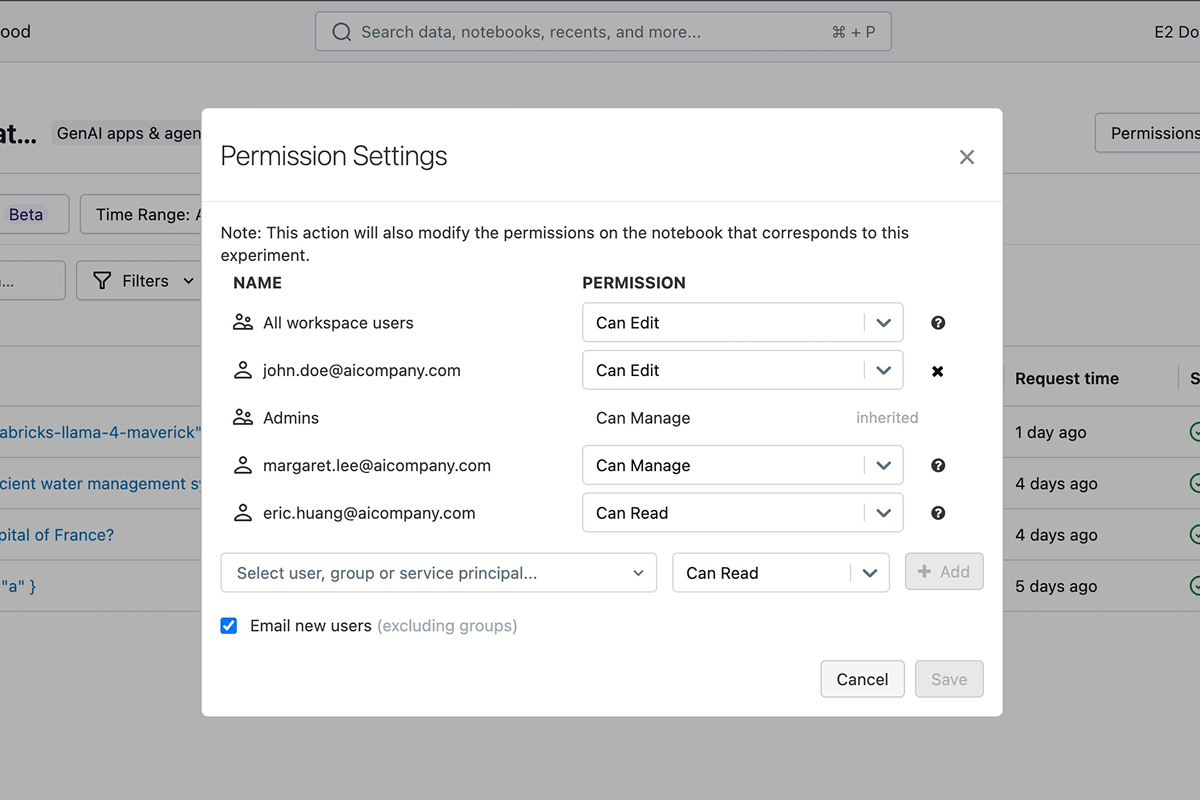 ood
Search data, notebooks, recents, and more...
⌘ + P
E2 Do
at...
GenAI apps & agen
Permissions
Beta
Time Range: A
...
Filters
Permission Settings
Note: This action will also modify the permissions on the notebook that corresponds to this
experiment.
NAME PERMISSION
All workspace users Can Edit
john.doe@aicompany.com Can Edit
Admins Can Manage inherited
margaret.lee@aicompany.com Can Manage
eric.huang@aicompany.com Can Read
Select user, group or service principal... Can Read + Add
Email new users (excluding groups)
Cancel Save
Request time S
abricks-llama-4-maverick" 1 day ago
cient water management sy 4 days ago
pital of France? 4 days ago
"a" } 5 days ago